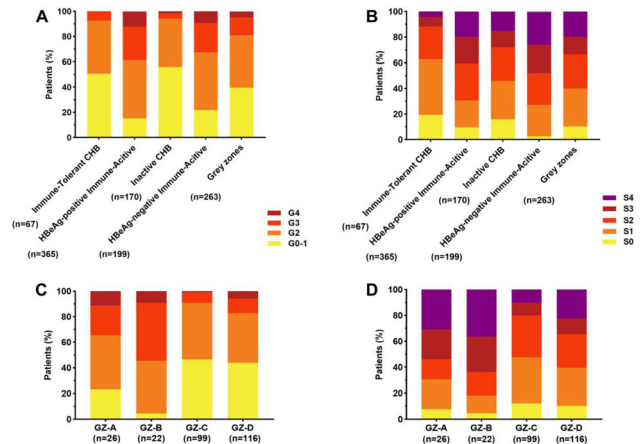 A
Patients (%)
100
80
60
40
20
0
Immune-Tolerant CHB
(n=67)
HBeAg-positive Immune-Acitive
(n=365)
Inactive CHB
(n=170)
HBeAg-negative Immune-Acitive
(n=199)
Grey zones
(n=263)
G4
G3
G2
G0-1
B
Patients (%)
100
80
60
40
20
0
Immune-Tolerant CHB
(n=67)
HBeAg-positive Immune-Acitive
(n=365)
Inactive CHB
(n=170)
HBeAg-negative Immune-Acitive
(n=199)
Grey zones
(n=263)
S4
S3
S2
S1
S0
C
Patients (%)
100
80
60
40
20
0
GZ-A GZ-B GZ-C GZ-D
(n=26) (n=22) (n=99) (n=116)
D
Patients (%)
100
80
60
40
20
0
GZ-A GZ-B GZ-C GZ-D
(n=26) (n=22) (n=99) (n=116)